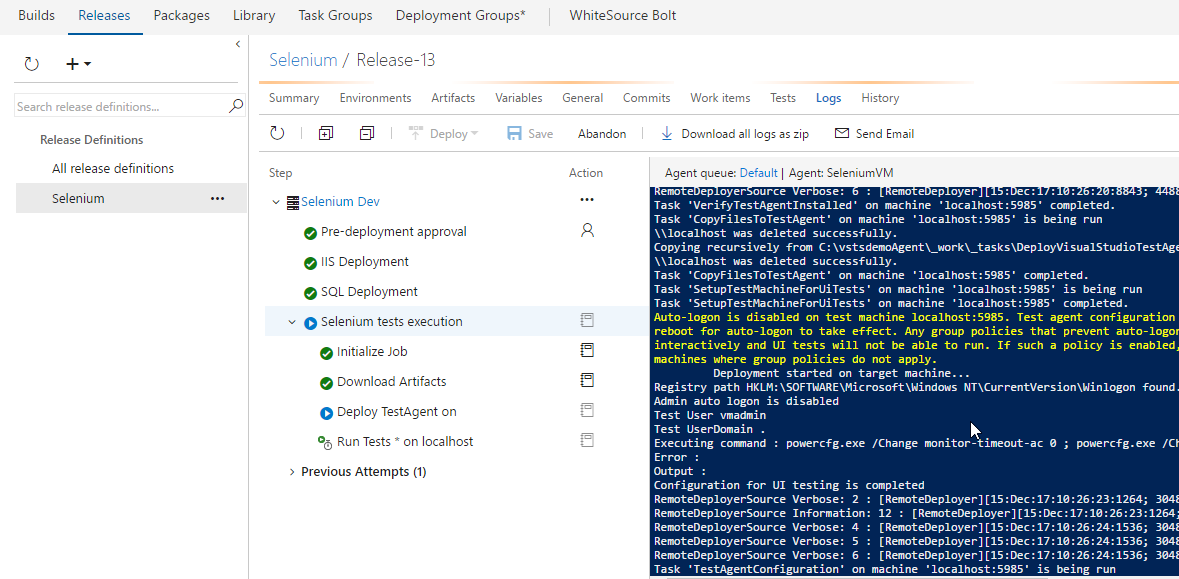 Builds Releases Packages Library Task Groups Deployment Groups* WhiteSource Bolt
Search release definitions...
Release Definitions
All release definitions
Selenium
Selenium / Release-13
Summary Environments Artifacts Variables General Commits Work items Tests Logs History
Deploy Save Abandon Download all logs as zip Send Email
Step Action
Selenium Dev
Pre-deployment approval
IIS Deployment
SQL Deployment
Selenium tests execution
Initialize Job
Download Artifacts
Deploy TestAgent on
Run Tests * on localhost
Previous Attempts (1)
Agent queue: Default | Agent: SeleniumVM
RemoteDeployerSource Verbose: 6 : [RemoteDeployer][15:Dec:17:10:26:20:8843; 4488
Task 'VerifyTestAgentInstalled' on machine 'localhost:5985' completed.
Task 'CopyFilesToTestAgent' on machine 'localhost:5985' is being run
\\localhost was deleted successfully.
Copying recursively from C:\vstsdemoAgent\_work\_tasks\DeployVisualStudioTestAge
\\localhost was deleted successfully.
Task 'CopyFilesToTestAgent' on machine 'localhost:5985' completed.
Task 'SetupTestMachineForUiTests' on machine 'localhost:5985' is being run
Task 'SetupTestMachineForUiTests' on machine 'localhost:5985' completed.
Auto-logon is disabled on test machine localhost:5985. Test agent configuration
reboot for auto-logon to take effect. Any group policies that prevent auto-logon
interactively and UI tests will not be able to run. If such a policy is enabled,
machines where group policies do not apply.
Deployment started on target machine...
Registry path HKLM:\SOFTWARE\Microsoft\Windows NT\CurrentVersion\Winlogon found.
Admin auto logon is disabled
Test User vmadmin
Test UserDomain .
Executing command : powercfg.exe /Change monitor-timeout-ac 0 ; powercfg.exe /Ch
Error :
Output :
Configuration for UI testing is completed
RemoteDeployerSource Verbose: 2 : [RemoteDeployer][15:Dec:17:10:26:23:1264; 3048
RemoteDeployerSource Information: 12 : [RemoteDeployer][15:Dec:17:10:26:23:1264;
RemoteDeployerSource Verbose: 4 : [RemoteDeployer][15:Dec:17:10:26:24:1536; 3048
RemoteDeployerSource Verbose: 5 : [RemoteDeployer][15:Dec:17:10:26:24:1536; 3048
RemoteDeployerSource Verbose: 6 : [RemoteDeployer][15:Dec:17:10:26:24:1536; 3048
Task 'TestAgentConfiguration' on machine 'localhost:5985' is being run